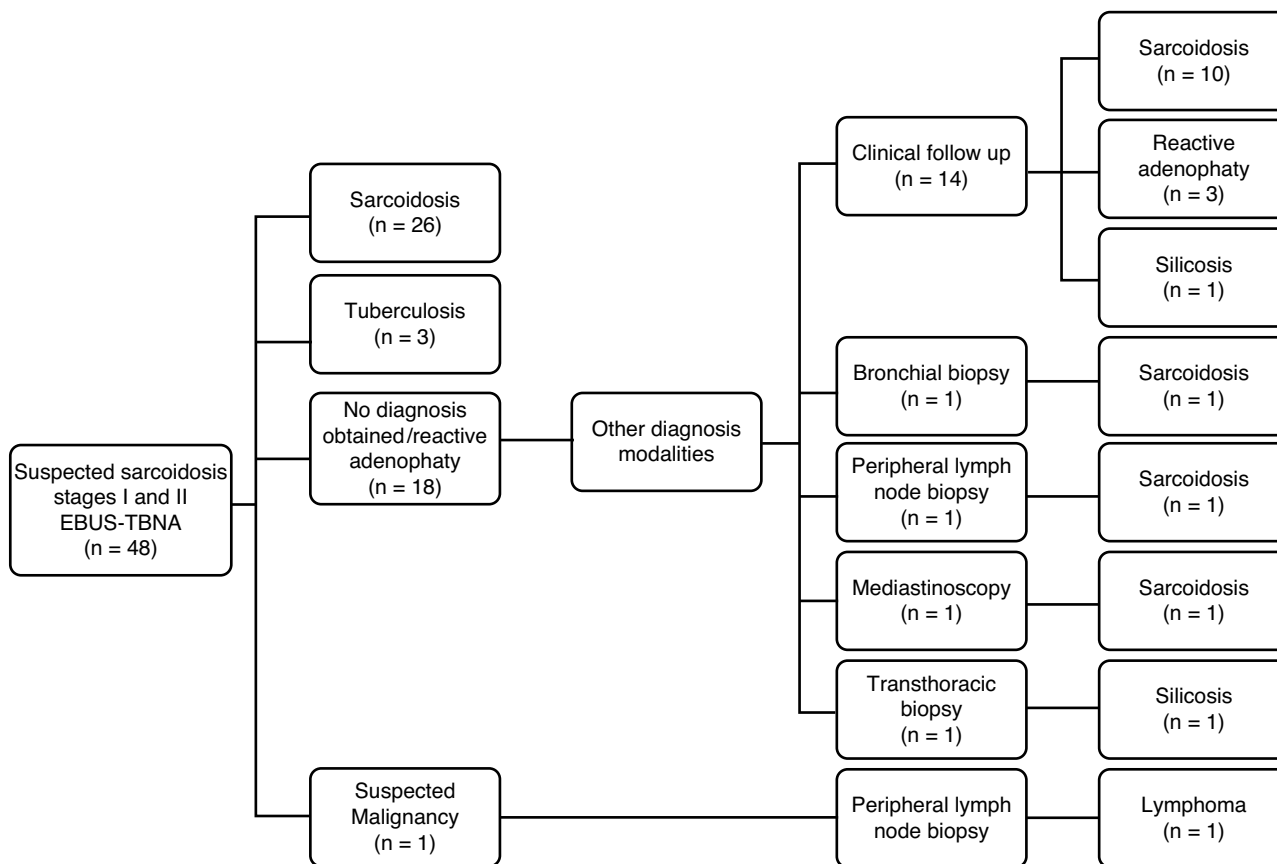 Suspected sarcoidosis
stages I and II
EBUS-TBNA
(n = 48)
Sarcoidosis
(n = 26)
Tuberculosis
(n = 3)
No diagnosis
obtained/reactive
adenophaty
(n = 18)
Suspected
Malignancy
(n = 1)
Other diagnosis
modalities
Clinical follow up
(n = 14)
Bronchial biopsy
(n = 1)
Peripheral lymph
node biopsy
(n = 1)
Mediastinoscopy
(n = 1)
Transthoracic
biopsy
(n = 1)
Peripheral lymph
node biopsy
Sarcoidosis
(n = 10)
Reactive
adenophaty
(n = 3)
Silicosis
(n = 1)
Sarcoidosis
(n = 1)
Sarcoidosis
(n = 1)
Sarcoidosis
(n = 1)
Silicosis
(n = 1)
Lymphoma
(n = 1)